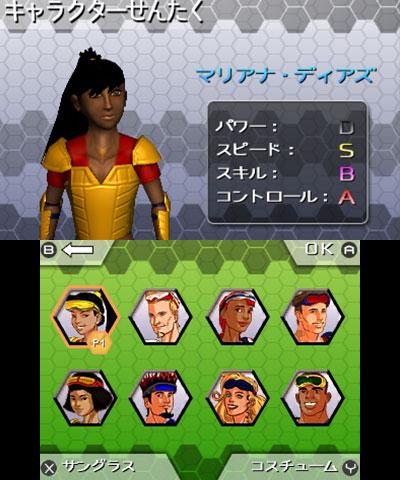 キャラクターせんたく
マリアナ・ディアズ
パワー： D
スピード： S
スキル： B
コントロール： A
B OK A
P1
X サングラス コスチューム Y